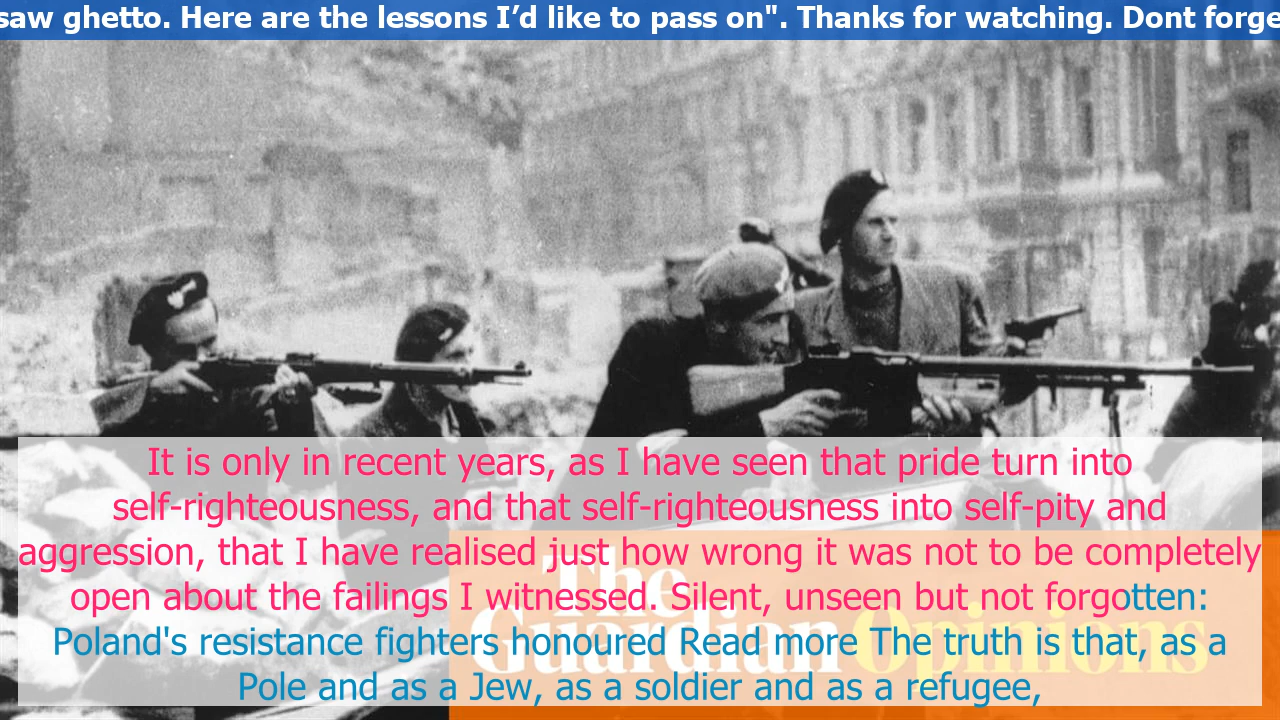 saw ghetto. Here are the lessons I’d like to pass on". Thanks for watching. Dont forge
It is only in recent years, as I have seen that pride turn into
self-righteousness, and that self-righteousness into self-pity and
aggression, that I have realised just how wrong it was not to be completely
open about the failings I witnessed. Silent, unseen but not forgotten:
Poland's resistance fighters honoured Read more The truth is that, as a
Pole and as a Jew, as a soldier and as a refugee,
The
Guardian Opinions